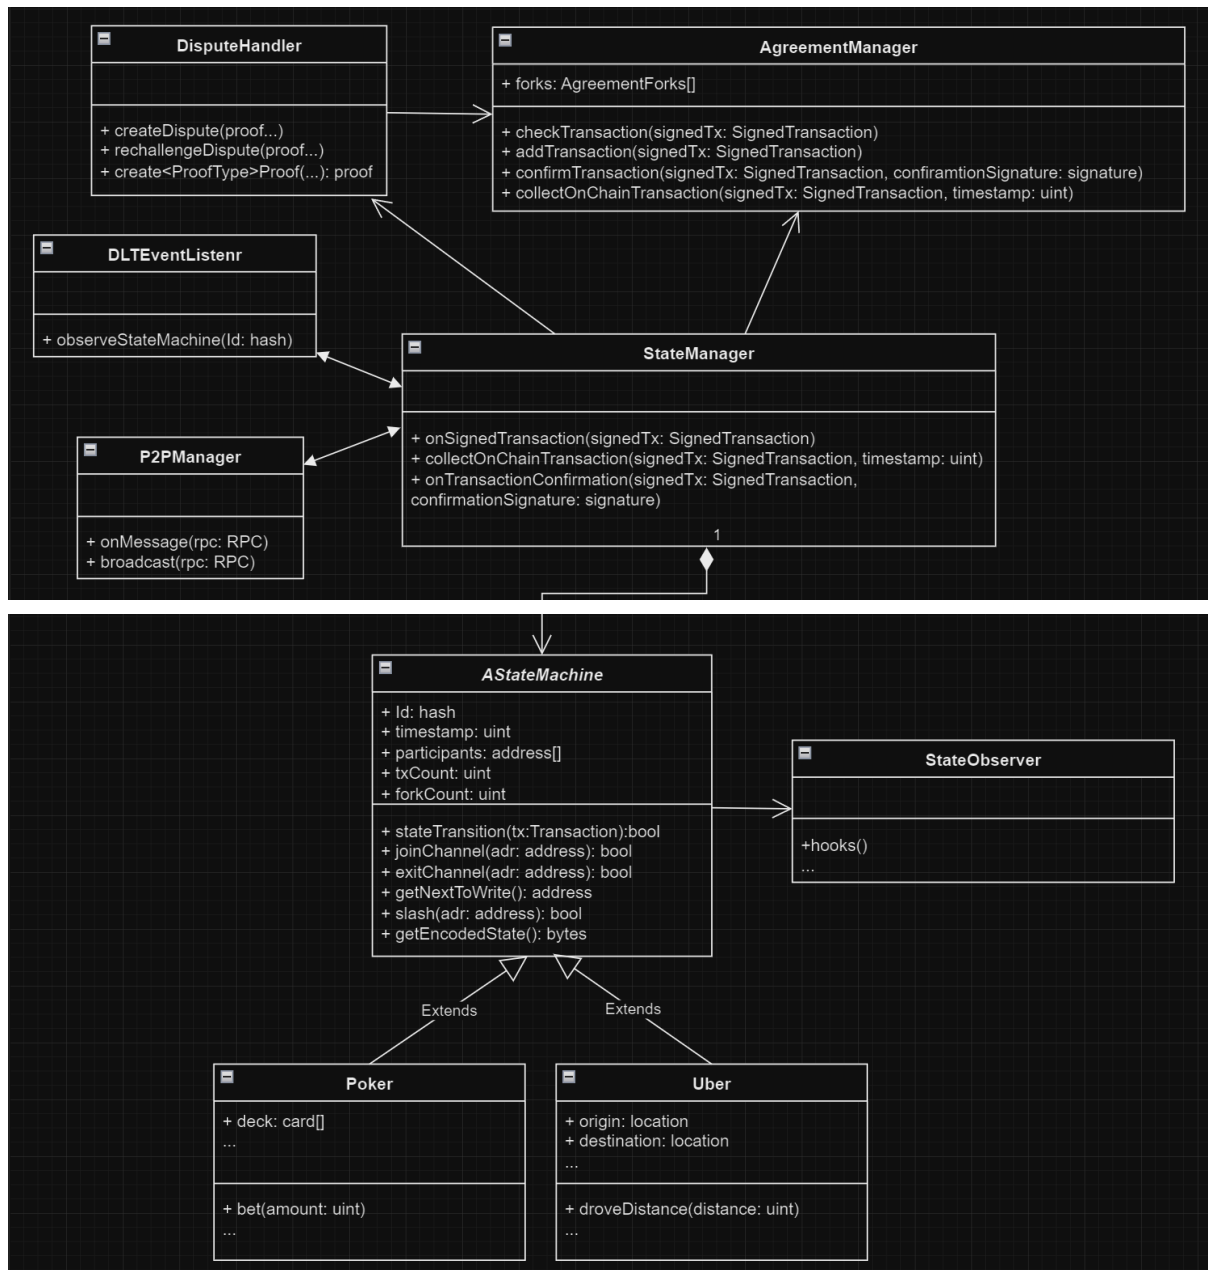 DisputeHandler
+ createDispute(proof...)
+ rechallengeDispute(proof...)
+ create<ProofType>Proof(...): proof
AgreementManager
+ forks: AgreementForks[]
+ checkTransaction(signedTx: SignedTransaction)
+ addTransaction(signedTx: SignedTransaction)
+ confirmTransaction(signedTx: SignedTransaction, confiramtionSignature: signature)
+ collectOnChainTransaction(signedTx: SignedTransaction, timestamp: uint)
DLTEventListenr
+ observeStateMachine(Id: hash)
StateManager
+ onSignedTransaction(signedTx: SignedTransaction)
+ collectOnChainTransaction(signedTx: SignedTransaction, timestamp: uint)
+ onTransactionConfirmation(signedTx: SignedTransaction,
confirmationSignature: signature)
1
P2PManager
+ onMessage(rpc: RPC)
+ broadcast(rpc: RPC)
AStateMachine
+ Id: hash
+ timestamp: uint
+ participants: address[]
+ txCount: uint
+ forkCount: uint
+ stateTransition(tx:Transaction):bool
+ joinChannel(adr: address): bool
+ exitChannel(adr: address): bool
+ getNextToWrite(): address
+ slash(adr: address): bool
+ getEncodedState(): bytes
StateObserver
+hooks()
...
Extends
Extends
Poker
+ deck: card[]
...
+ bet(amount: uint)
...
Uber
+ origin: location
+ destination: location
...
+ droveDistance(distance: uint)
...